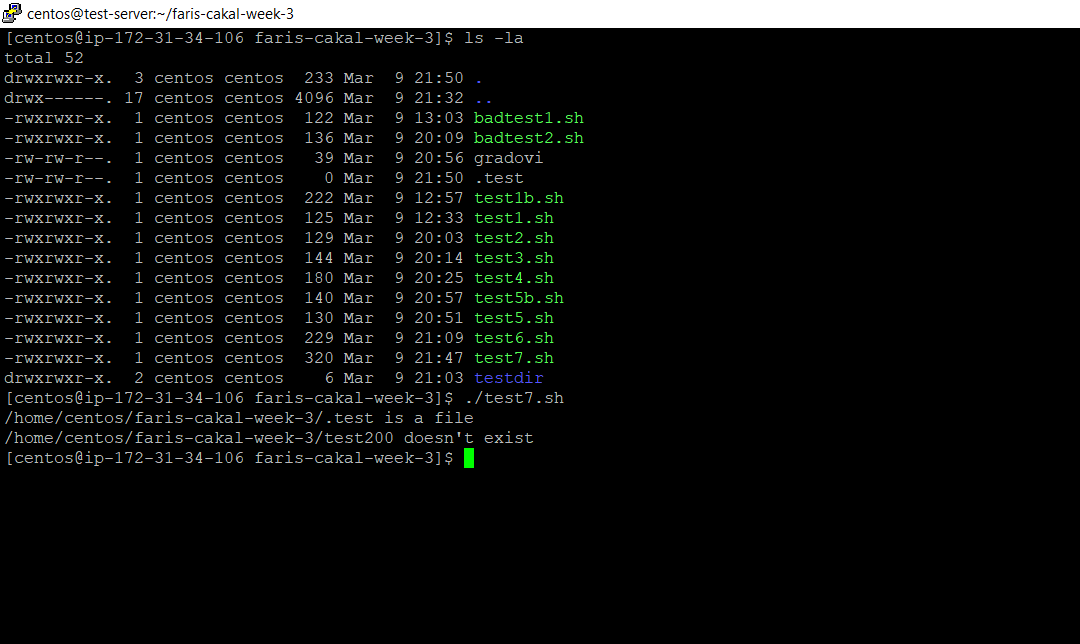 centos@test-server:~/faris-cakal-week-3
[centos@ip-172-31-34-106 faris-cakal-week-3]$ ls -la
total 52
drwxrwxr-x.  3 centos centos  233 Mar  9 21:50 .
drwx------. 17 centos centos 4096 Mar  9 21:32 ..
-rwxrwxr-x.  1 centos centos  122 Mar  9 13:03 badtest1.sh
-rwxrwxr-x.  1 centos centos  136 Mar  9 20:09 badtest2.sh
-rw-rw-r--.  1 centos centos   39 Mar  9 20:56 gradovi
-rw-rw-r--.  1 centos centos    0 Mar  9 21:50 .test
-rwxrwxr-x.  1 centos centos  222 Mar  9 12:57 test1b.sh
-rwxrwxr-x.  1 centos centos  125 Mar  9 12:33 test1.sh
-rwxrwxr-x.  1 centos centos  129 Mar  9 20:03 test2.sh
-rwxrwxr-x.  1 centos centos  144 Mar  9 20:14 test3.sh
-rwxrwxr-x.  1 centos centos  180 Mar  9 20:25 test4.sh
-rwxrwxr-x.  1 centos centos  140 Mar  9 20:57 test5b.sh
-rwxrwxr-x.  1 centos centos  130 Mar  9 20:51 test5.sh
-rwxrwxr-x.  1 centos centos  229 Mar  9 21:09 test6.sh
-rwxrwxr-x.  1 centos centos  320 Mar  9 21:47 test7.sh
drwxrwxr-x.  2 centos centos    6 Mar  9 21:03 testdir
[centos@ip-172-31-34-106 faris-cakal-week-3]$ ./test7.sh
/home/centos/faris-cakal-week-3/.test is a file
/home/centos/faris-cakal-week-3/test200 doesn't exist
[centos@ip-172-31-34-106 faris-cakal-week-3]$